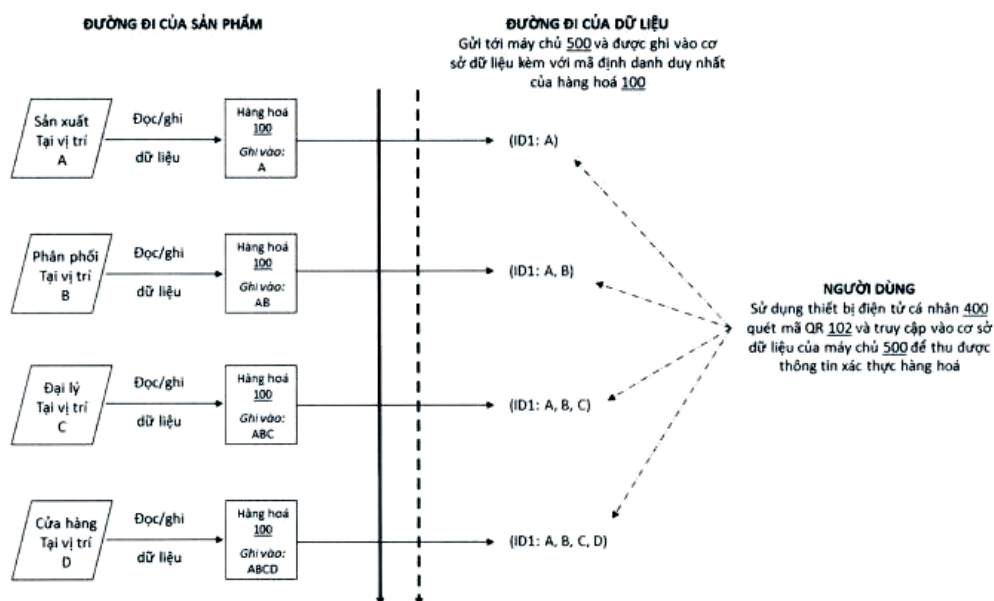 ĐƯỜNG ĐI CỦA SẢN PHẨM
ĐƯỜNG ĐI CỦA DỮ LIỆU
Gửi tới máy chủ 500 và được ghi vào cơ
sở dữ liệu kèm với mã định danh duy nhất
của hàng hoá 100
Sản xuất
Tại vị trí
A
Đọc/ghi
dữ liệu
Hàng hoá
100
Ghi vào:
A
(ID1: A)
Phân phối
Tại vị trí
B
Đọc/ghi
dữ liệu
Hàng hoá
100
Ghi vào:
AB
(ID1: A, B)
NGƯỜI DÙNG
Sử dụng thiết bị điện tử cá nhân 400
quét mã QR 102 và truy cập vào cơ sở
dữ liệu của máy chủ 500 để thu được
thông tin xác thực hàng hoá
Đại lý
Tại vị trí
C
Đọc/ghi
dữ liệu
Hàng hoá
100
Ghi vào:
ABC
(ID1: A, B, C)
Cửa hàng
Tại vị trí
D
Đọc/ghi
dữ liệu
Hàng hoá
100
Ghi vào:
ABCD
(ID1: A, B, C, D)